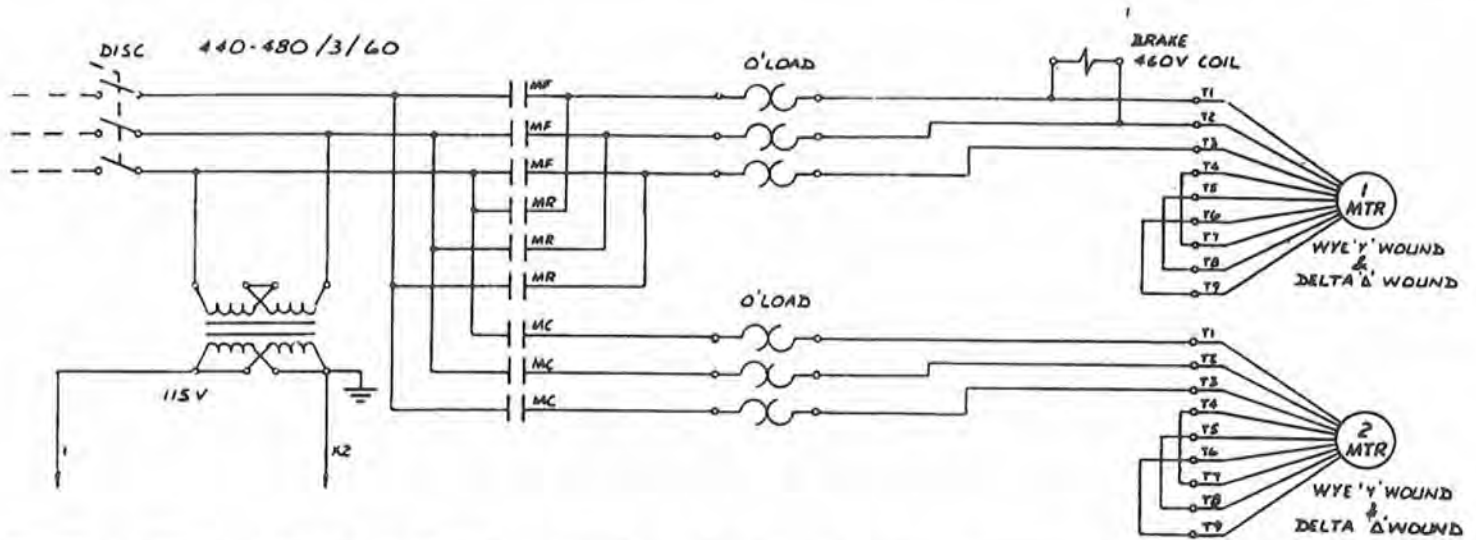 DISC
440-480/3/60
MF
MF
MF
MR
MR
MR
MC
MC
MC
O'LOAD
O'LOAD
BRAKE
460V COIL
T1
T2
T3
T4
T5
T6
T7
T8
T9
1
MTR
WYE 'Y' WOUND
&
DELTA 'Δ' WOUND
T1
T2
T3
T4
T5
T6
T7
T8
T9
2
MTR
WYE 'Y' WOUND
&
DELTA 'Δ' WOUND
115V
1
X2